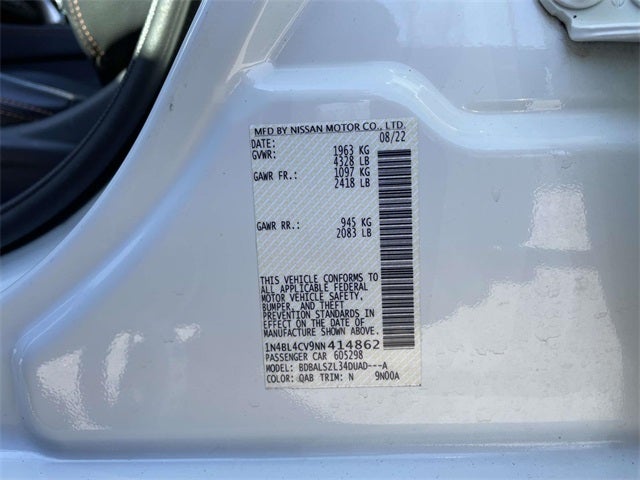 MFD BY NISSAN MOTOR CO., LTD.
DATE: 08/22
GVWR: 1963 KG
4328 LB
GAWR FR.: 1097 KG
2418 LB
GAWR RR.: 945 KG
2083 LB
THIS VEHICLE CONFORMS TO
ALL APPLICABLE FEDERAL
MOTOR VEHICLE SAFETY,
BUMPER, AND THEFT
PREVENTION STANDARDS IN
EFFECT ON THE DATE OF
MANUFACTURE SHOWN ABOVE.
1N4BL4CV9NN414862
PASSENGER CAR 605298
MODEL: BDBALSZL34DUAD---A
COLOR: QAB TRIM: N 9N00A